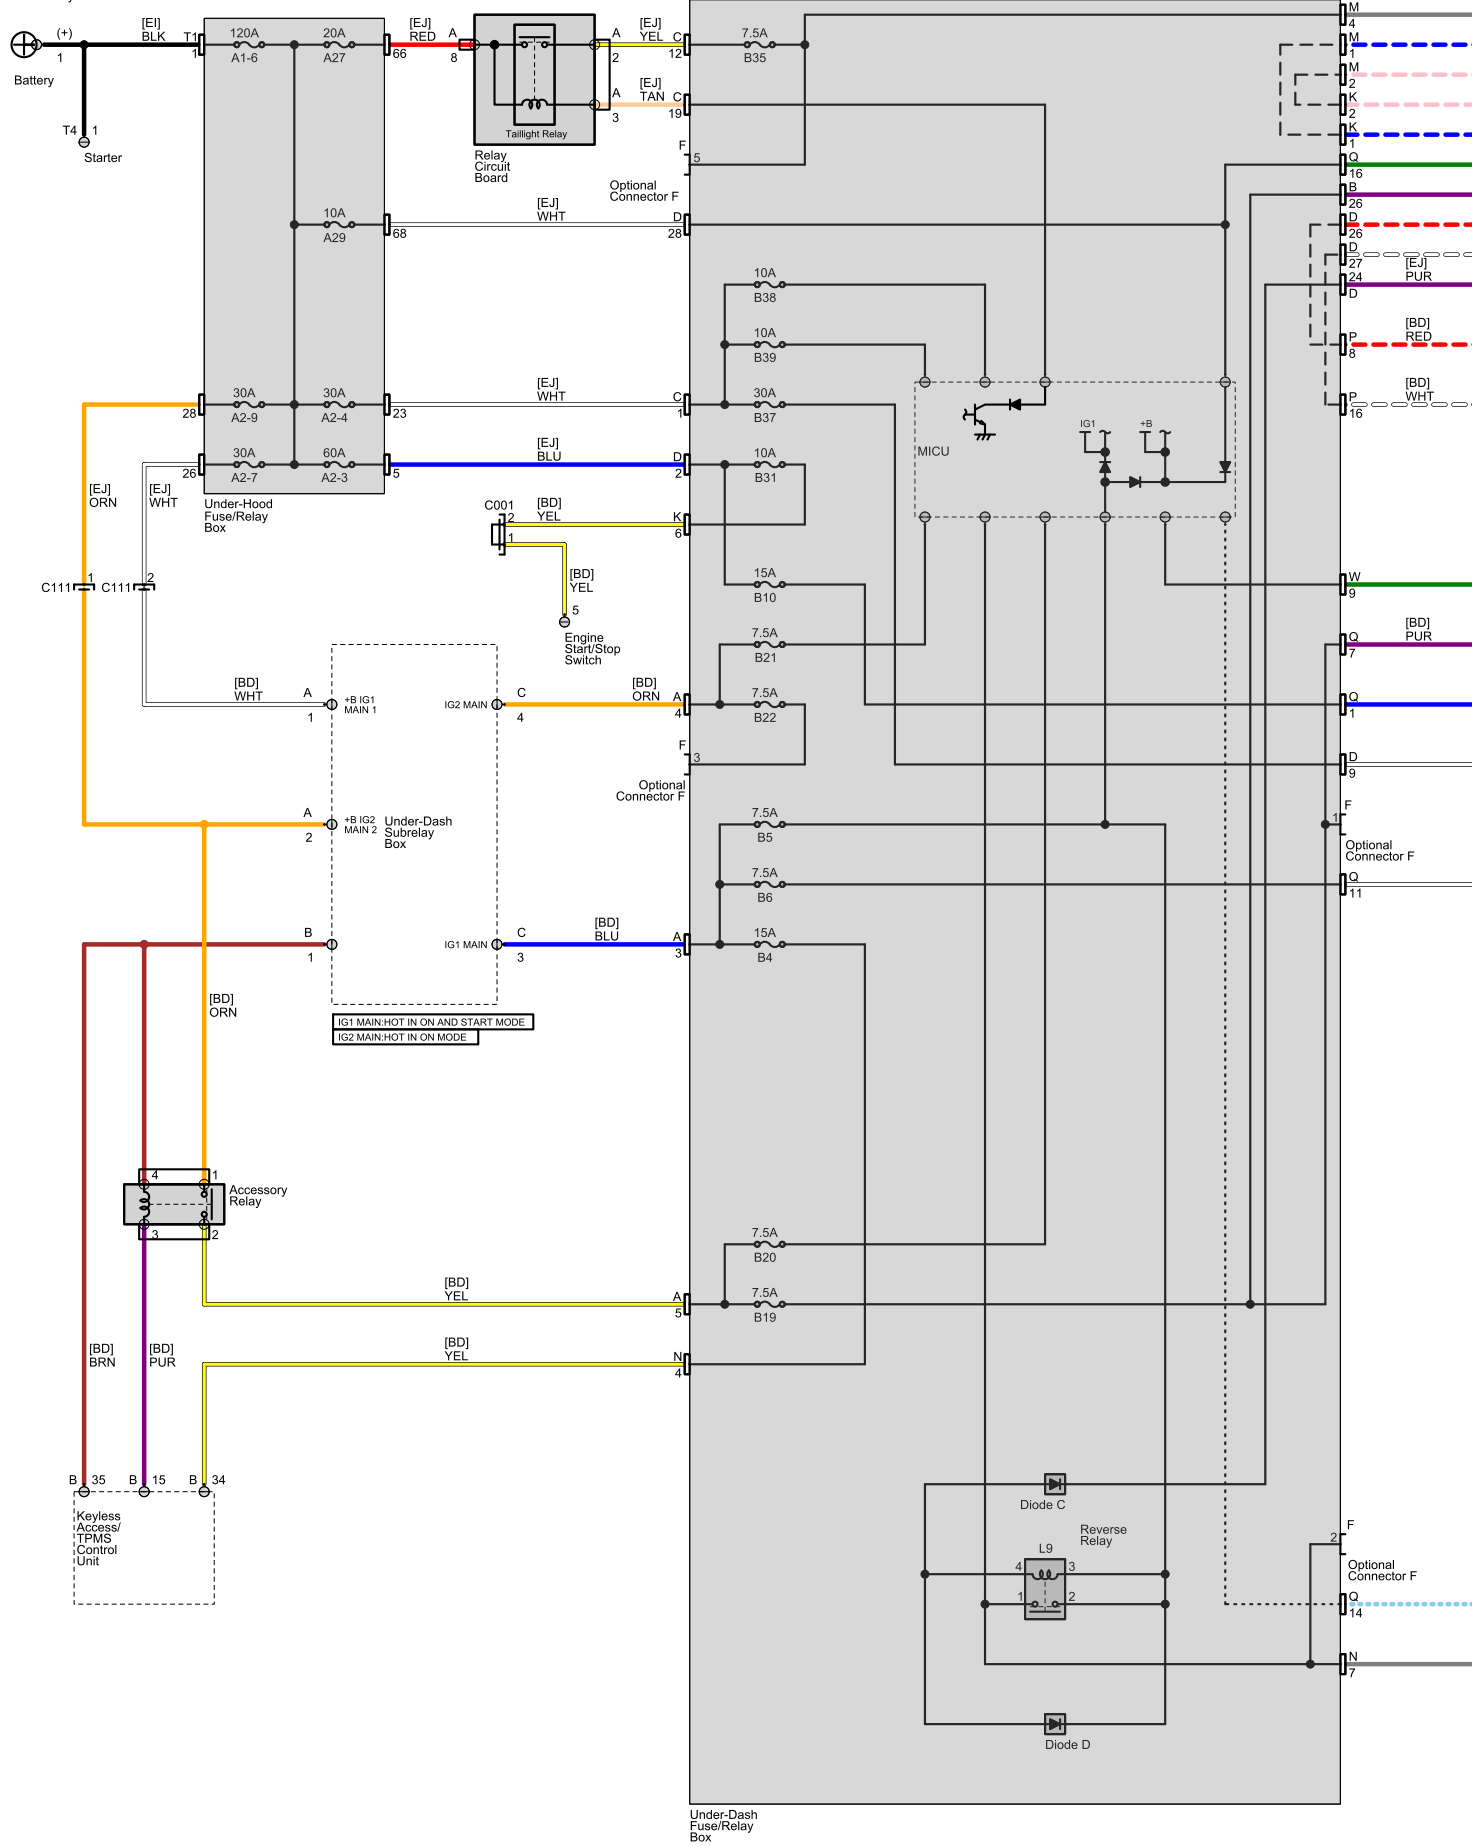 (+)
1
Battery
T4 1
Starter
[EI]
BLK
T1
1
120A
A1-6
20A
A27
[EJ]
RED
66
A
8
Taillight Relay
Relay
Circuit
Board
A
2
A
3
[EJ]
YEL
C
12
[EJ]
TAN
C
19
F
5
Optional
Connector F
7.5A
B35
M
4
M
1
M
2
K
2
K
1
Q
16
B
26
D
26
D
27
[EJ]
24
PUR
D
[BD]
P
RED
8
[BD]
P
WHT
16
10A
A29
68
[EJ]
WHT
D
28
10A
B38
10A
B39
28
30A
A2-9
30A
A2-4
23
[EJ]
WHT
C
1
30A
B37
26
30A
A2-7
60A
A2-3
5
[EJ]
BLU
D
2
10A
B31
MICU
IG1
+B
[EJ]
ORN
[EJ]
WHT
Under-Hood
Fuse/Relay
Box
C001
2
1
[BD]
YEL
K
6
[BD]
YEL
5
Engine
Start/Stop
Switch
C111
1
C111
2
15A
B10
W
9
7.5A
B21
[BD]
PUR
Q
7
[BD]
WHT
A
1
+B IG1
MAIN 1
IG2 MAIN
C
4
[BD]
ORN
A
4
7.5A
B22
Q
1
F
3
Optional
Connector F
D
9
A
2
+B IG2
MAIN 2
Under-Dash
Subrelay
Box
7.5A
B5
F
1
Optional
Connector F
7.5A
B6
Q
11
B
1
IG1 MAIN
C
3
[BD]
BLU
A
3
15A
B4
[BD]
ORN
IG1 MAIN:HOT IN ON AND START MODE
IG2 MAIN:HOT IN ON MODE
4
1
Accessory
Relay
3
2
7.5A
B20
[BD]
YEL
A
5
7.5A
B19
[BD]
BRN
[BD]
PUR
[BD]
YEL
N
4
B 35
B 15
B 34
Keyless
Access/
TPMS
Control
Unit
Diode C
Reverse
Relay
L9
4
3
1
2
F
2
Optional
Connector F
Q
14
N
7
Diode D
Under-Dash
Fuse/Relay
Box